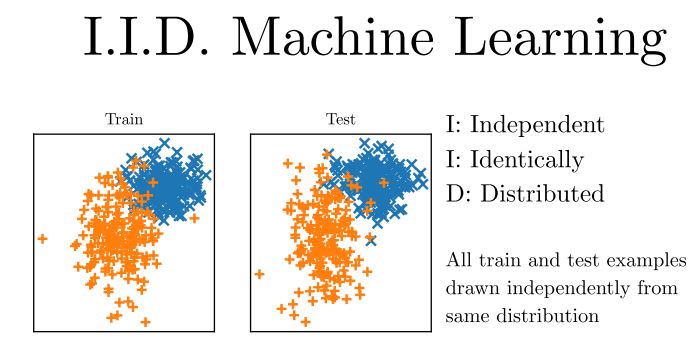 I.I.D. Machine Learning
Train
Test
I: Independent
I: Identically
D: Distributed
All train and test examples
drawn independently from
same distribution